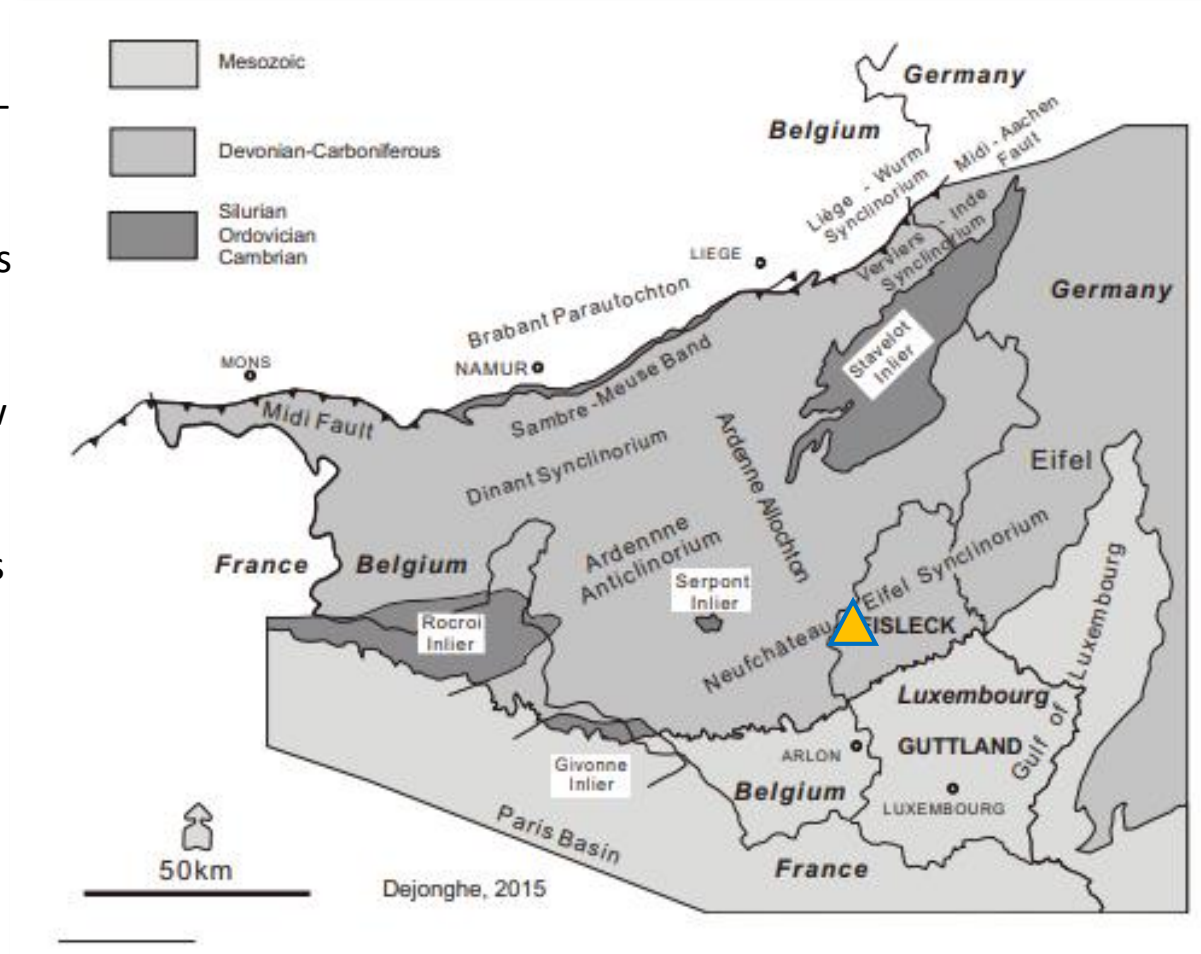 Mesozoic
Devonian-Carboniferous
Silurian
Ordovician
Cambrian
Germany
Belgium
Midi - Aachen
Fault
Liège - Wurm
Synclinorium
Verviers - Inde
Synclinorium
LIEGE
Brabant Parautochton
Germany
Stavelot
Inlier
MONS
NAMUR
Sambre-Meuse Band
Midi Fault
Dinant Synclinorium
Ardenne Allochton
Eifel
France
Belgium
Ardennne
Anticlinorium
Serpont
Inlier
Rocroi
Inlier
Neufchâteau
Eifel Synclinorium
EISLECK
Luxembourg
Gulf of Luxembourg
GUTTLAND
ARLON
Givonne
Inlier
Belgium
LUXEMBOURG
Paris Basin
France
50km
Dejonghe, 2015